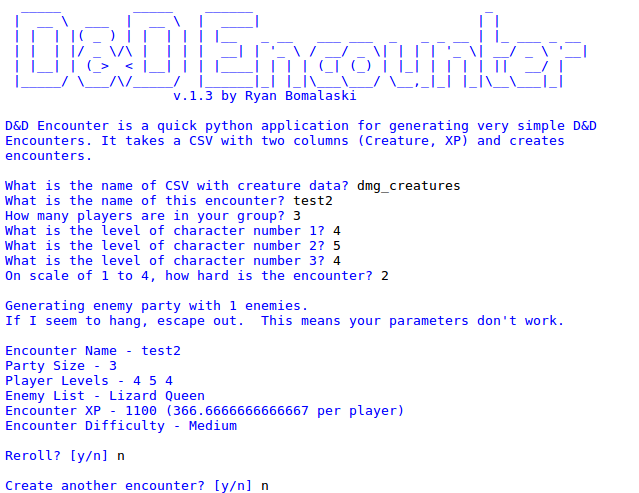 D&D Encounter
v.1.3 by Ryan Bomalaski
D&D Encounter is a quick python application for generating very simple D&D
Encounters. It takes a CSV with two columns (Creature, XP) and creates
encounters.
What is the name of CSV with creature data? dmg_creatures
What is the name of this encounter? test2
How many players are in your group? 3
What is the level of character number 1? 4
What is the level of character number 2? 5
What is the level of character number 3? 4
On scale of 1 to 4, how hard is the encounter? 2
Generating enemy party with 1 enemies.
If I seem to hang, escape out.  This means your parameters don't work.
Encounter Name - test2
Party Size - 3
Player Levels - 4 5 4
Enemy List - Lizard Queen
Encounter XP - 1100 (366.6666666666667 per player)
Encounter Difficulty - Medium
Reroll? [y/n] n
Create another encounter? [y/n] n